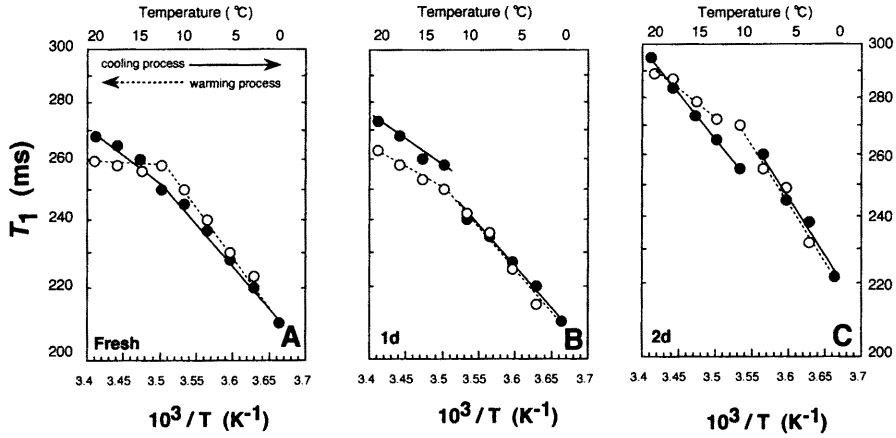 Temperature ( °C)
Temperature ( °C)
Temperature ( °C)
20 15 10 5 0
20 15 10 5 0
20 15 10 5 0
300
280
260
240
220
200
T1 (ms)
cooling process
warming process
Fresh
A
3.4 3.45 3.5 3.55 3.6 3.65 3.7
10³/T (K⁻¹)
1d
B
3.4 3.45 3.5 3.55 3.6 3.65 3.7
10³/T (K⁻¹)
300
280
260
240
220
200
2d
C
3.4 3.45 3.5 3.55 3.6 3.65 3.7
10³/T (K⁻¹)